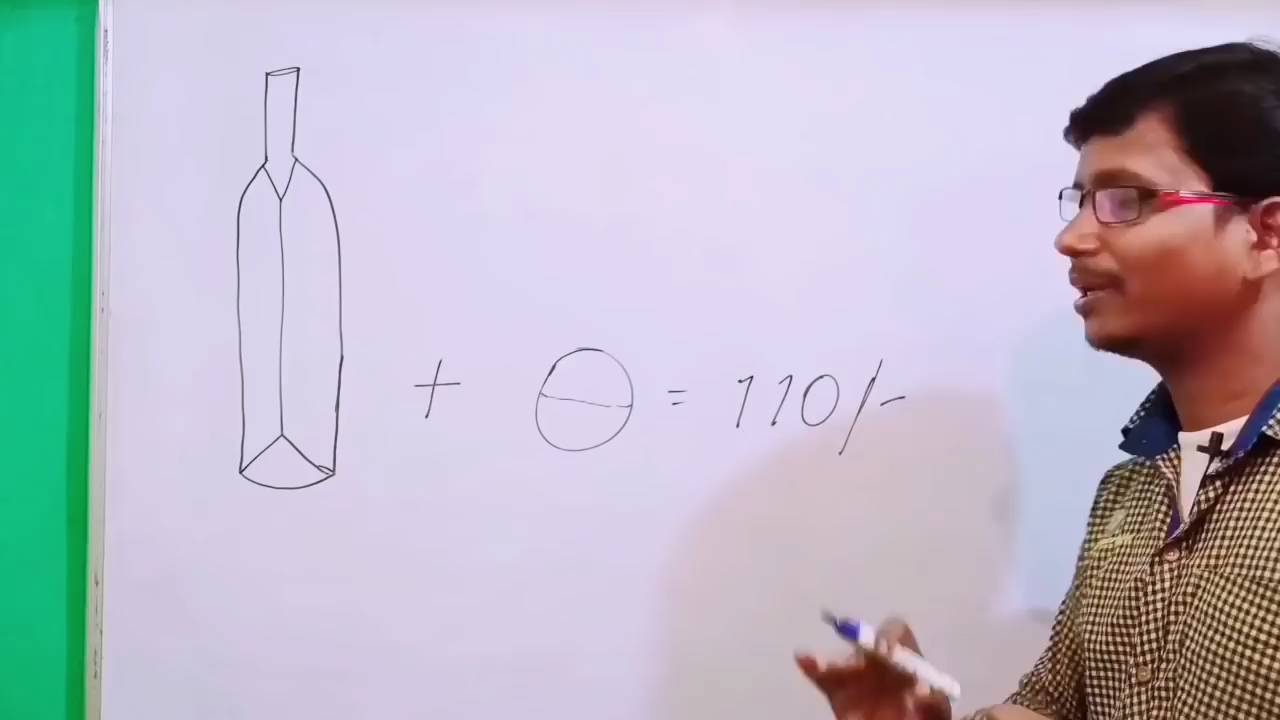 + = 110/-